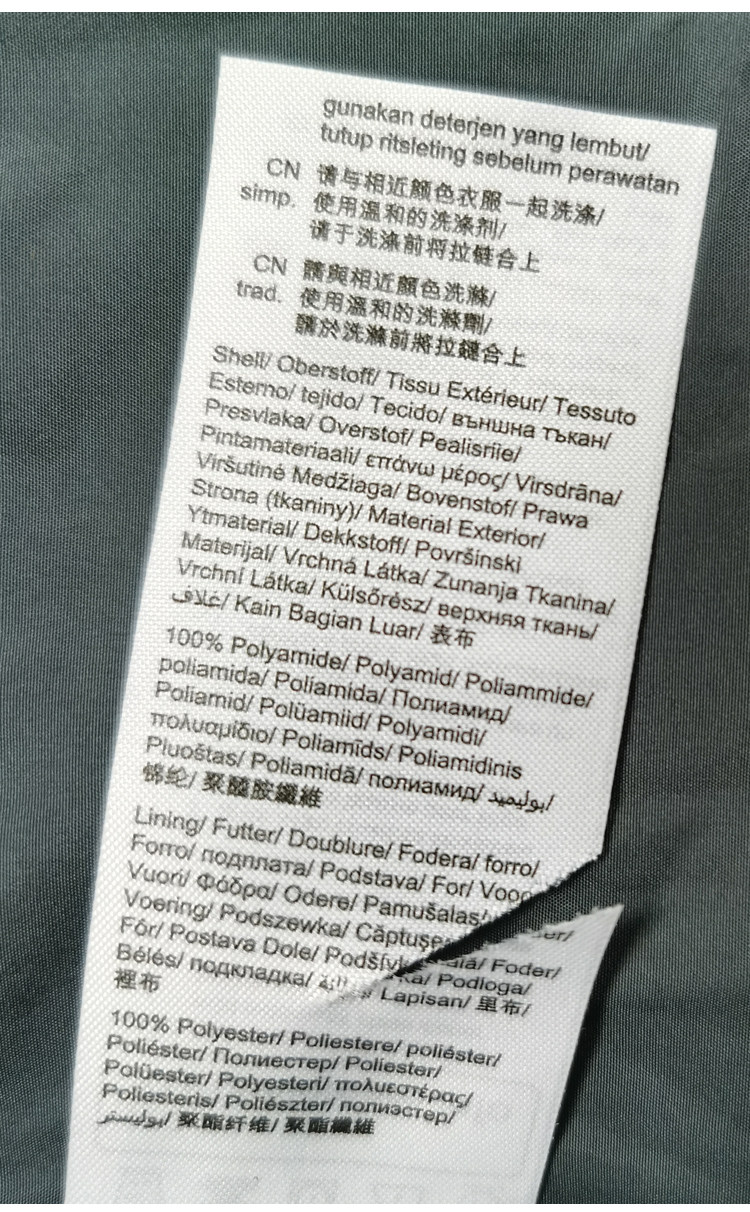 gunakan deterjen yang lembut/
tutup ritsleting sebelum perawatan
CN simp. 请与相近颜色衣服一起洗涤/
使用温和的洗涤剂/
请于洗涤前将拉链合上
CN trad. 請與相近顏色洗滌/
使用溫和的洗滌劑/
請於洗滌前將拉鏈合上
Shell/ Oberstoff/ Tissu Extérieur/ Tessuto
Esterno/ tejido/ Tecido/ външна тъкан/
Presvlaka/ Overstof/ Pealisriie/
Pintamateriaali/ επάνω μέρος/ Virsdrāna/
Viršutinė Medžiaga/ Bovenstof/ Prawa
Strona (tkaniny)/ Material Exterior/
Ytmaterial/ Dekkstoff/ Površinski
Materijal/ Vrchná Látka/ Zunanja Tkanina/
Vrchní Látka/ Külsőrész/ верхняя ткань/
غلاف/ Kain Bagian Luar/ 表布
100% Polyamide/ Polyamid/ Poliammide/
poliamida/ Poliamida/ Полиамид/
Poliamid/ Polüamiid/ Polyamidi/
πολυαμίδιο/ Poliamīds/ Poliamidinis
Pluoštas/ Poliamidă/ полиамид/ بوليميد/
锦纶/ 聚醯胺纖維
Lining/ Futter/ Doublure/ Fodera/ forro/
Forro/ подплата/ Podstava/ For/
Vuori/ Φόδρα/ Odere/ Pamušalas/
Voering/ Podszewka/ Foder/
Fôr/ Postava Dole/ Podloga/
Bélés/ подкладка/ Lapisan/ 里布/
裡布
100% Polyester/ Poliestere/ poliéster/
Poliéster/ Полиестер/ Poliester/
Polüester/ Polyesteri/ πολυεστέρας/
Poliesteris/ Poliészter/ полиэстер/
بوليستر/ 聚酯纤维/ 聚酯纖維